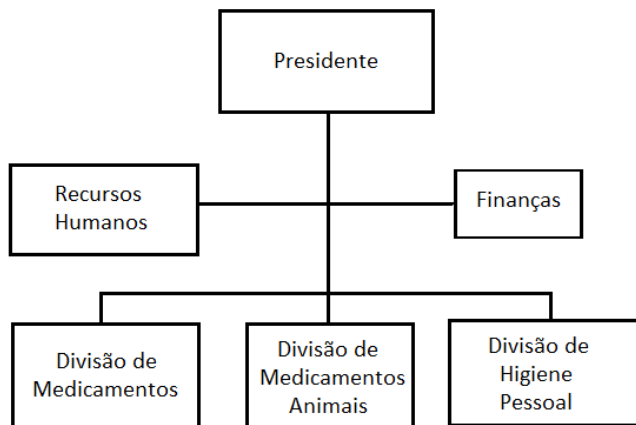 Presidente
Recursos
Humanos
Finanças
Divisão de
Medicamentos
Divisão de
Medicamentos
Animais
Divisão de
Higiene
Pessoal